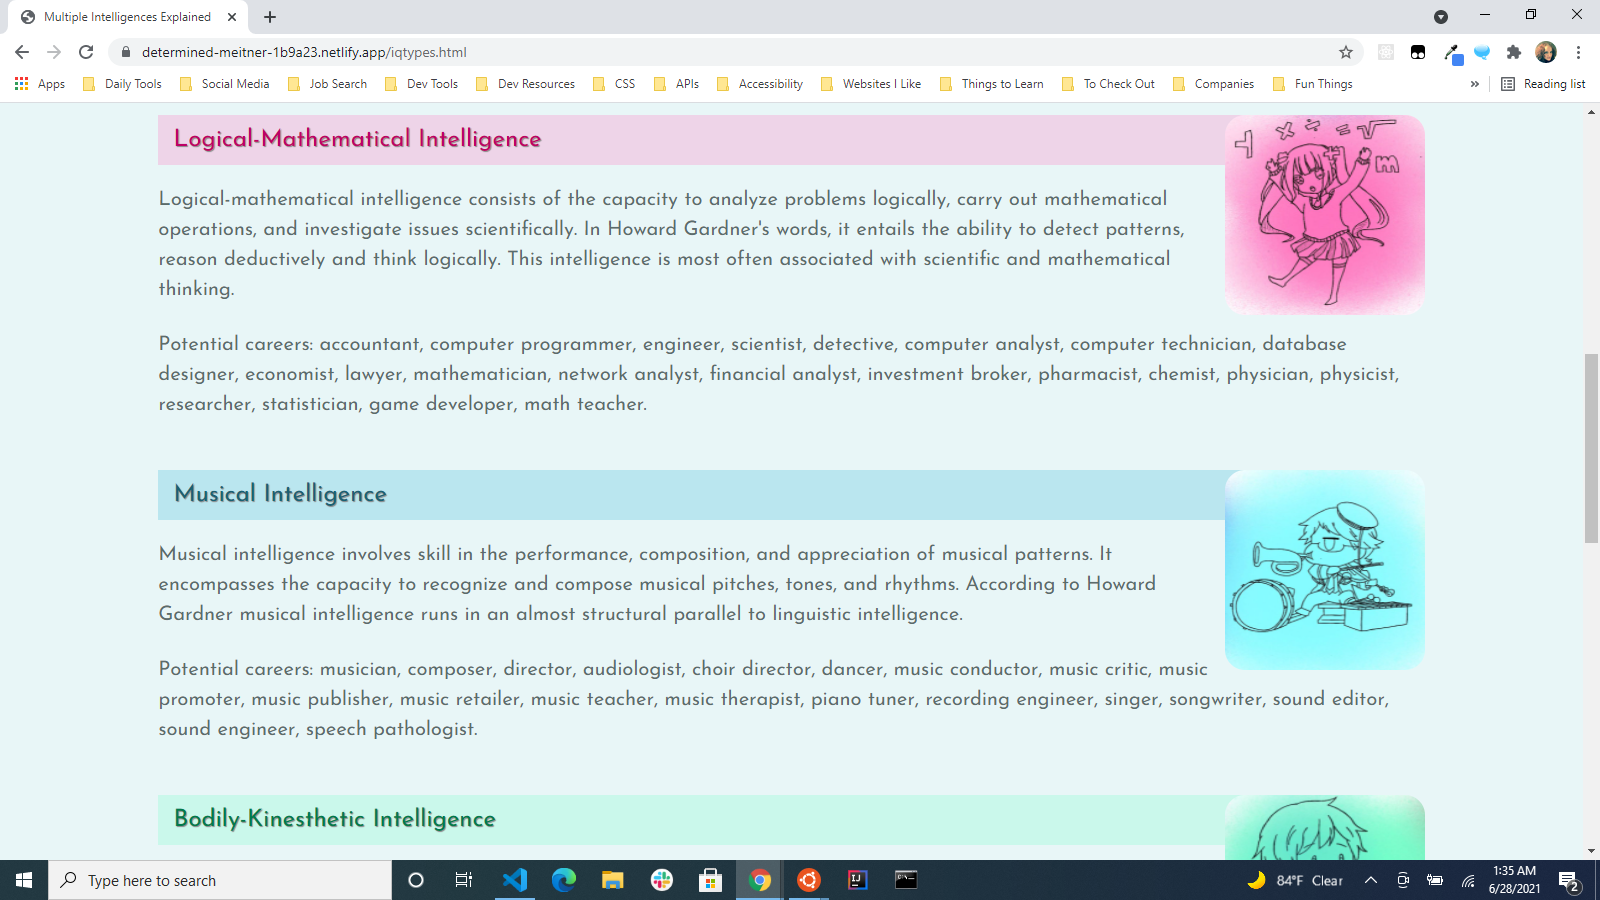 Multiple Intelligences Explained
determined-meitner-1b9a23.netlify.app/iqtypes.html
Apps Daily Tools Social Media Job Search Dev Tools Dev Resources CSS APIs Accessibility Websites I Like Things to Learn To Check Out Companies Fun Things » Reading list
Logical-Mathematical Intelligence
Logical-mathematical intelligence consists of the capacity to analyze problems logically, carry out mathematical
operations, and investigate issues scientifically. In Howard Gardner's words, it entails the ability to detect patterns,
reason deductively and think logically. This intelligence is most often associated with scientific and mathematical
thinking.
Potential careers: accountant, computer programmer, engineer, scientist, detective, computer analyst, computer technician, database
designer, economist, lawyer, mathematician, network analyst, financial analyst, investment broker, pharmacist, chemist, physician, physicist,
researcher, statistician, game developer, math teacher.
Musical Intelligence
Musical intelligence involves skill in the performance, composition, and appreciation of musical patterns. It
encompasses the capacity to recognize and compose musical pitches, tones, and rhythms. According to Howard
Gardner musical intelligence runs in an almost structural parallel to linguistic intelligence.
Potential careers: musician, composer, director, audiologist, choir director, dancer, music conductor, music critic, music
promoter, music publisher, music retailer, music teacher, music therapist, piano tuner, recording engineer, singer, songwriter, sound editor,
sound engineer, speech pathologist.
Bodily-Kinesthetic Intelligence
Type here to search
84°F Clear
1:35 AM
6/28/2021
2